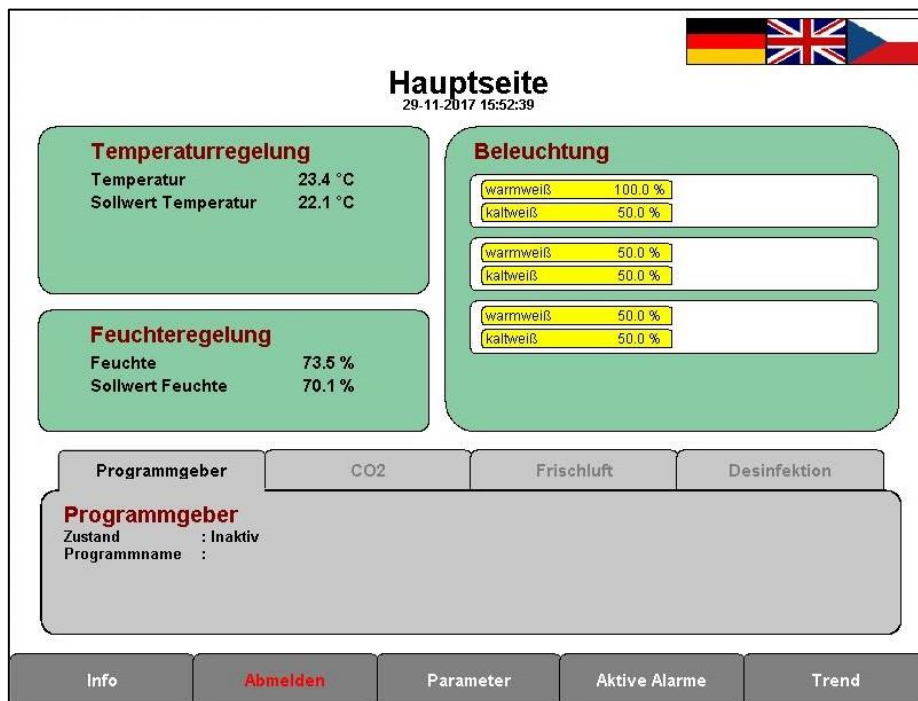 Hauptseite
29-11-2017 15:52:39
Temperaturregelung
Temperatur 23.4 °C
Sollwert Temperatur 22.1 °C
Feuchteregelung
Feuchte 73.5 %
Sollwert Feuchte 70.1 %
Beleuchtung
warmweiß 100.0 %
kaltweiß 50.0 %
warmweiß 50.0 %
kaltweiß 50.0 %
warmweiß 50.0 %
kaltweiß 50.0 %
Programmgeber CO2 Frischluft Desinfektion
Programmgeber
Zustand : Inaktiv
Programmname :
Info Abmelden Parameter Aktive Alarme Trend